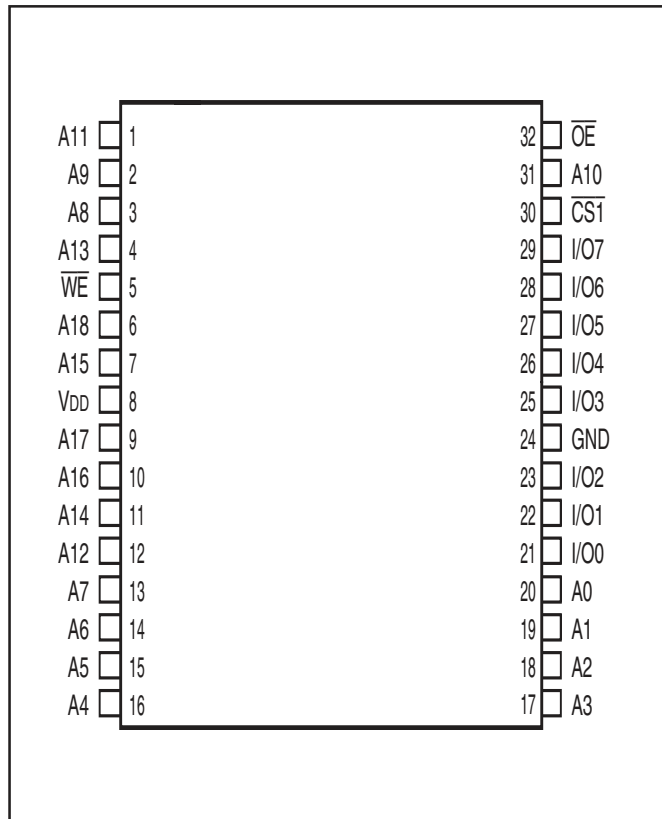 A11 1 32 O̅E̅
A9 2 31 A10
A8 3 30 C̅S̅1̅
A13 4 29 I/O7
W̅E̅ 5 28 I/O6
A18 6 27 I/O5
A15 7 26 I/O4
VDD 8 25 I/O3
A17 9 24 GND
A16 10 23 I/O2
A14 11 22 I/O1
A12 12 21 I/O0
A7 13 20 A0
A6 14 19 A1
A5 15 18 A2
A4 16 17 A3